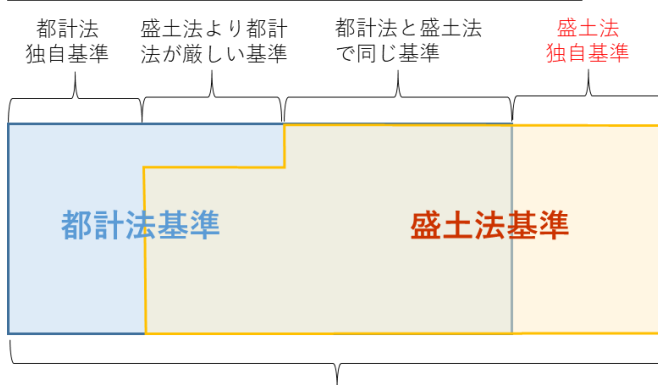 都計法
独自基準
盛土法より都計
法が厳しい基準
都計法と盛土法
で同じ基準
盛土法
独自基準
都計法基準
盛土法基準